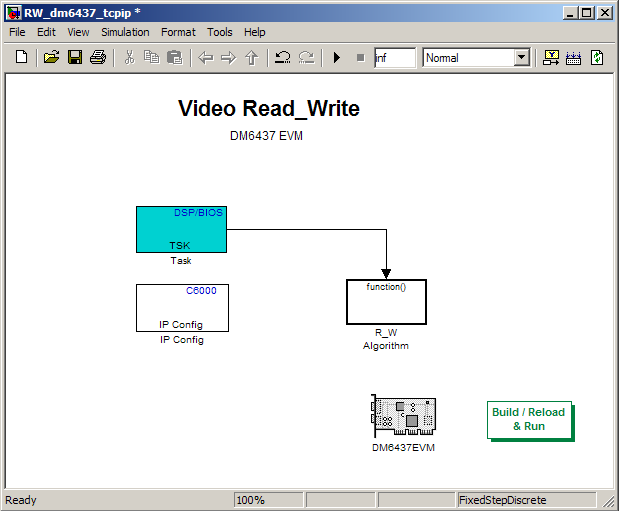 RW_dm6437_tcpip *
File Edit View Simulation Format Tools Help
inf Normal
Video Read_Write
DM6437 EVM
DSP/BIOS
TSK
Task
C6000
IP Config
IP Config
function()
R_W
Algorithm
DM6437EVM
Build / Reload
& Run
Ready 100% FixedStepDiscrete